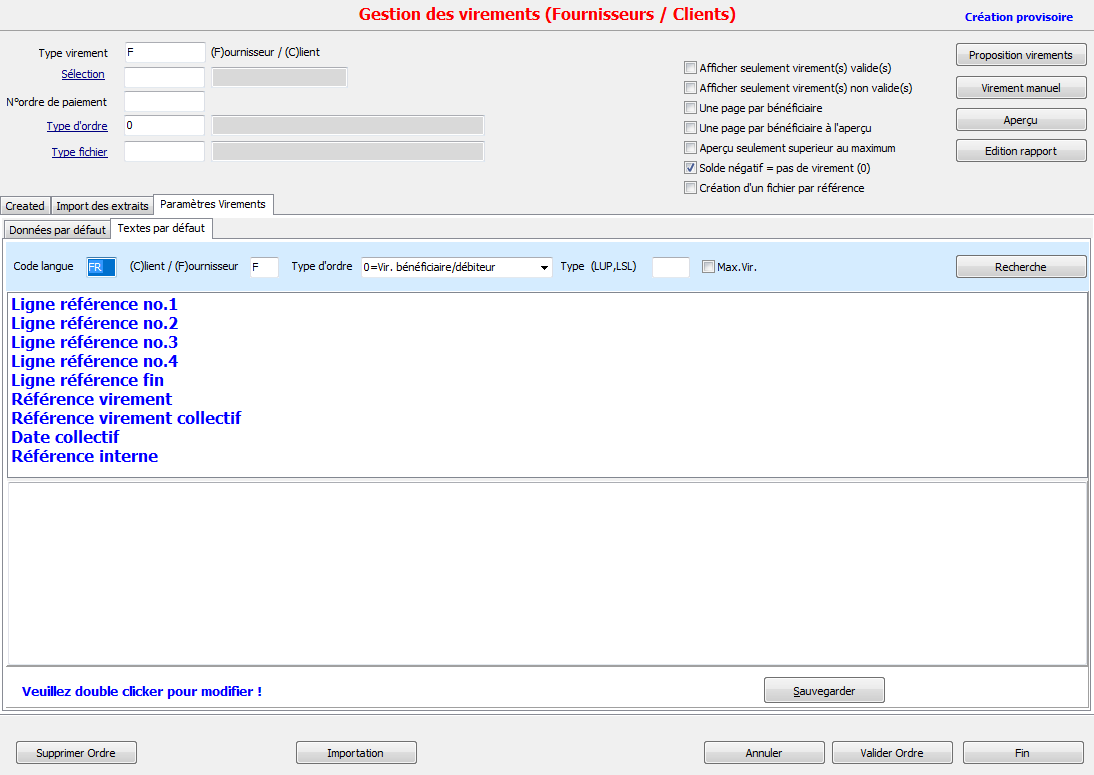 Gestion des virements (Fournisseurs / Clients)
Création provisoire
Type virement F (F)ournisseur / (C)lient
Sélection
N°ordre de paiement
Type d'ordre 0
Type fichier
Afficher seulement virement(s) valide(s)
Afficher seulement virement(s) non valide(s)
Une page par bénéficiaire
Une page par bénéficiaire à l'aperçu
Aperçu seulement superieur au maximum
Solde négatif = pas de virement (0)
Création d'un fichier par référence
Proposition virements
Virement manuel
Aperçu
Edition rapport
Created Import des extraits Paramètres Virements
Données par défaut Textes par défaut
Code langue FR (C)lient / (F)ournisseur F Type d'ordre 0=Vir. bénéficiaire/débiteur Type (LUP,LSL) Max.Vir. Recherche
Ligne référence no.1
Ligne référence no.2
Ligne référence no.3
Ligne référence no.4
Ligne référence fin
Référence virement
Référence virement collectif
Date collectif
Référence interne
Veuillez double clicker pour modifier ! Sauvegarder
Supprimer Ordre Importation Annuler Valider Ordre Fin